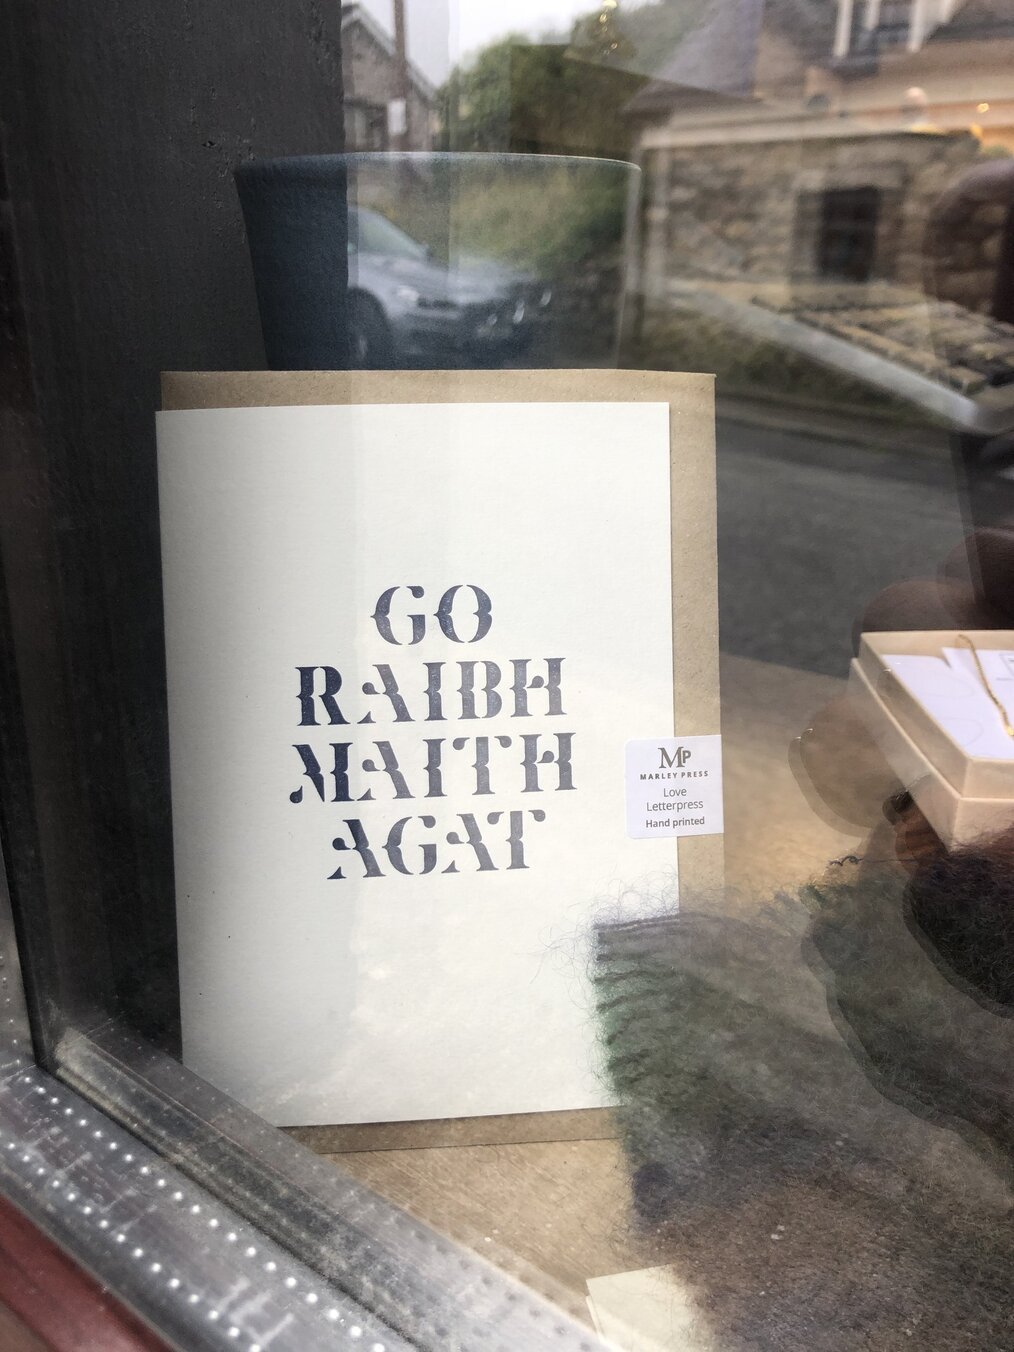 GO
RAIBH
MAITH
AGAT
MP
MARLEY PRESS
Love
Letterpress
Hand printed